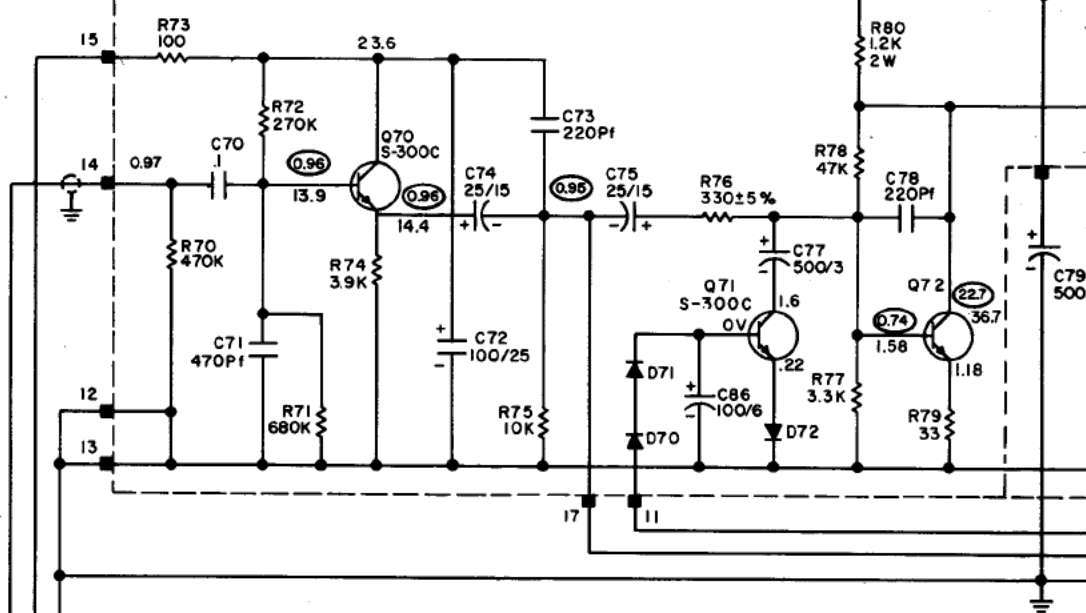 15
R73
100
23.6
R72
270K
Q70
S-300C
C73
220Pf
R80
1.2K
2W
14
0.97
C70
.1
0.96
13.9
0.96
14.4
C74
25/15
+
-
0.95
C75
25/15
-
+
R76
330±5%
R78
47K
C78
220Pf
R70
470K
R74
3.9K
+
-
C77
500/3
+
-
C79
500
Q71
S-300C
1.6
0V
.22
Q72
22.7
36.7
0.74
1.58
1.18
C71
470Pf
+
-
C72
100/25
D71
+
-
C86
100/6
R77
3.3K
12
R71
680K
R75
10K
D70
D72
R79
33
13
17
11